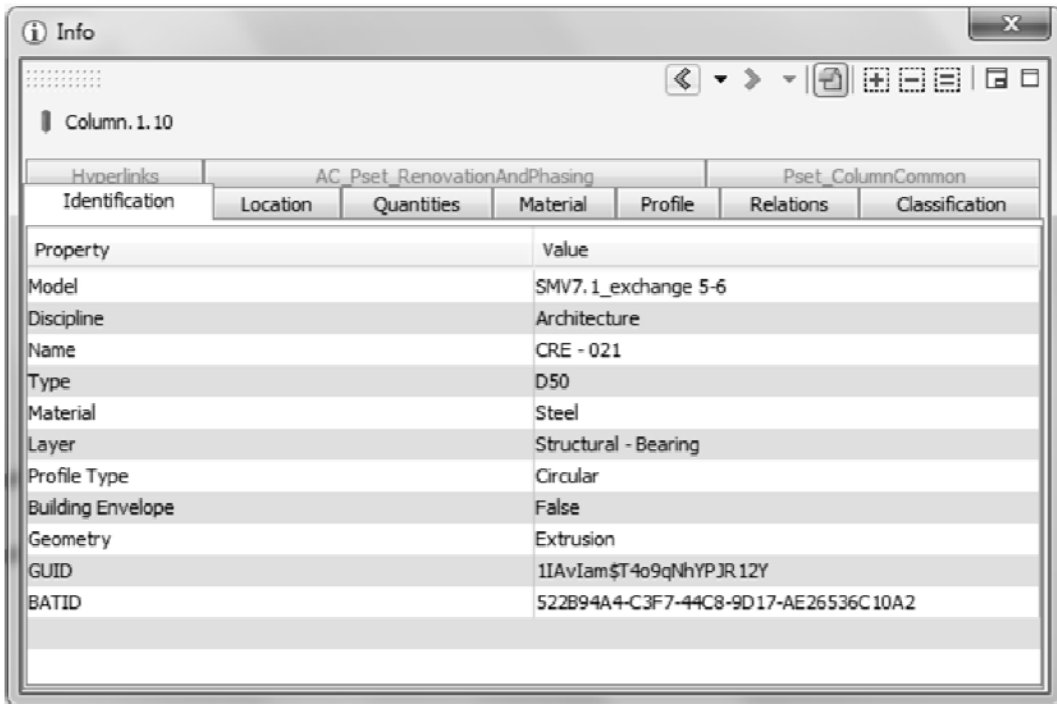 Info
Column.1.10
Hyperlinks AC_Pset_RenovationAndPhasing Pset_ColumnCommon
Identification Location Quantities Material Profile Relations Classification
Property Value
Model SMV7.1_exchange 5-6
Discipline Architecture
Name CRE - 021
Type D50
Material Steel
Layer Structural - Bearing
Profile Type Circular
Building Envelope False
Geometry Extrusion
GUID 1IAvIam$T4o9qNhYPJR12Y
BATID 522B94A4-C3F7-44C8-9D17-AE26536C10A2